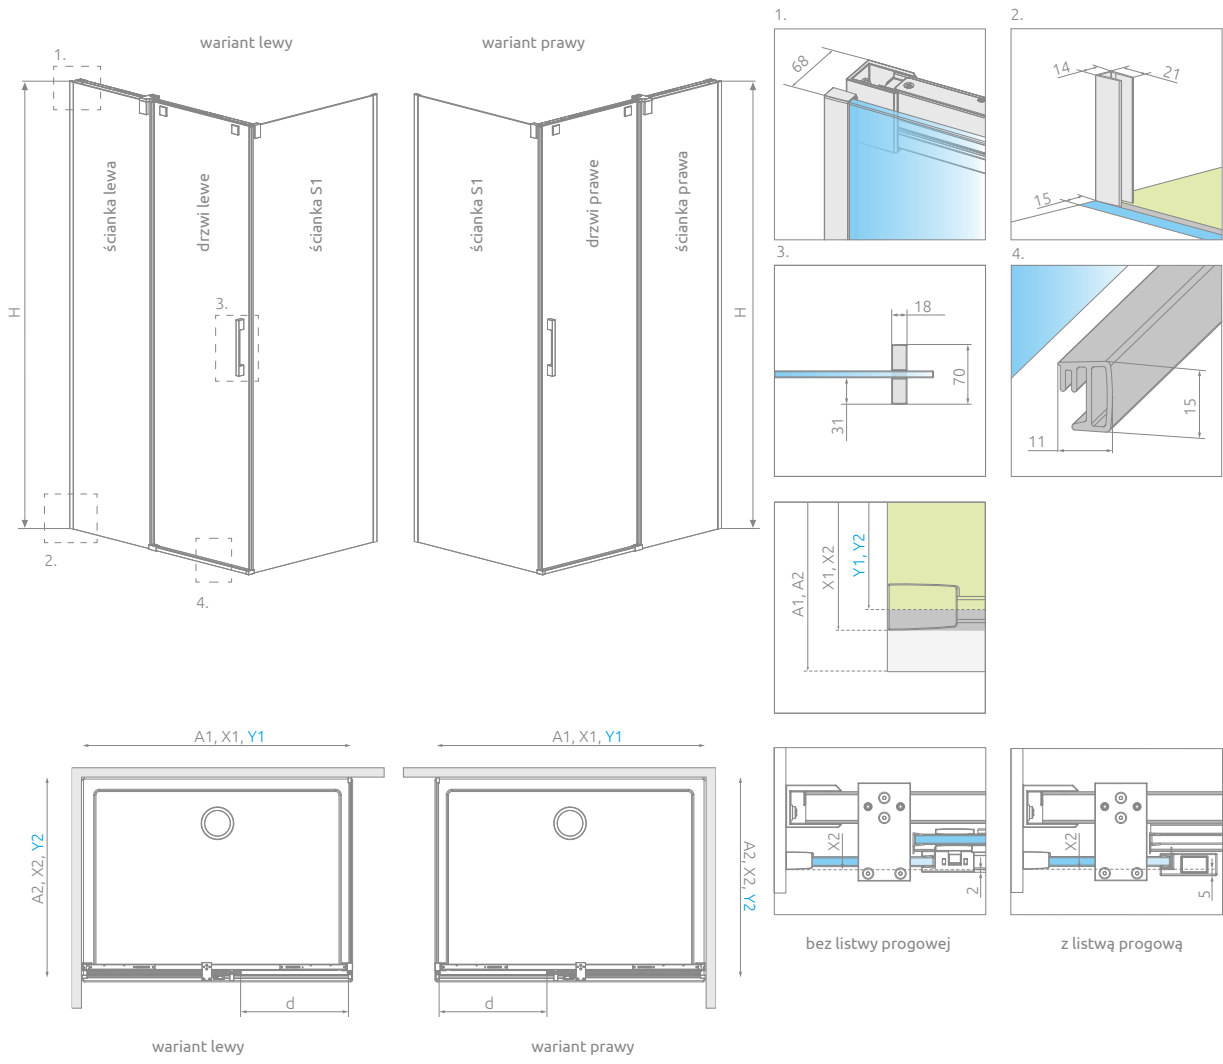 wariant lewy
wariant prawy
1.
2.
1.
68
14
21
15
ścianka lewa
drzwi lewe
ścianka S1
ścianka S1
drzwi prawe
ścianka prawa
H
H
3.
2.
4.
3.
4.
18
70
31
15
11
A1, A2
X1, X2
Y1, Y2
A1, X1, Y1
A1, X1, Y1
A2, X2, Y2
A2, X2, Y2
d
d
X2
2
X2
5
bez listwy progowej
z listwą progową
wariant lewy
wariant prawy